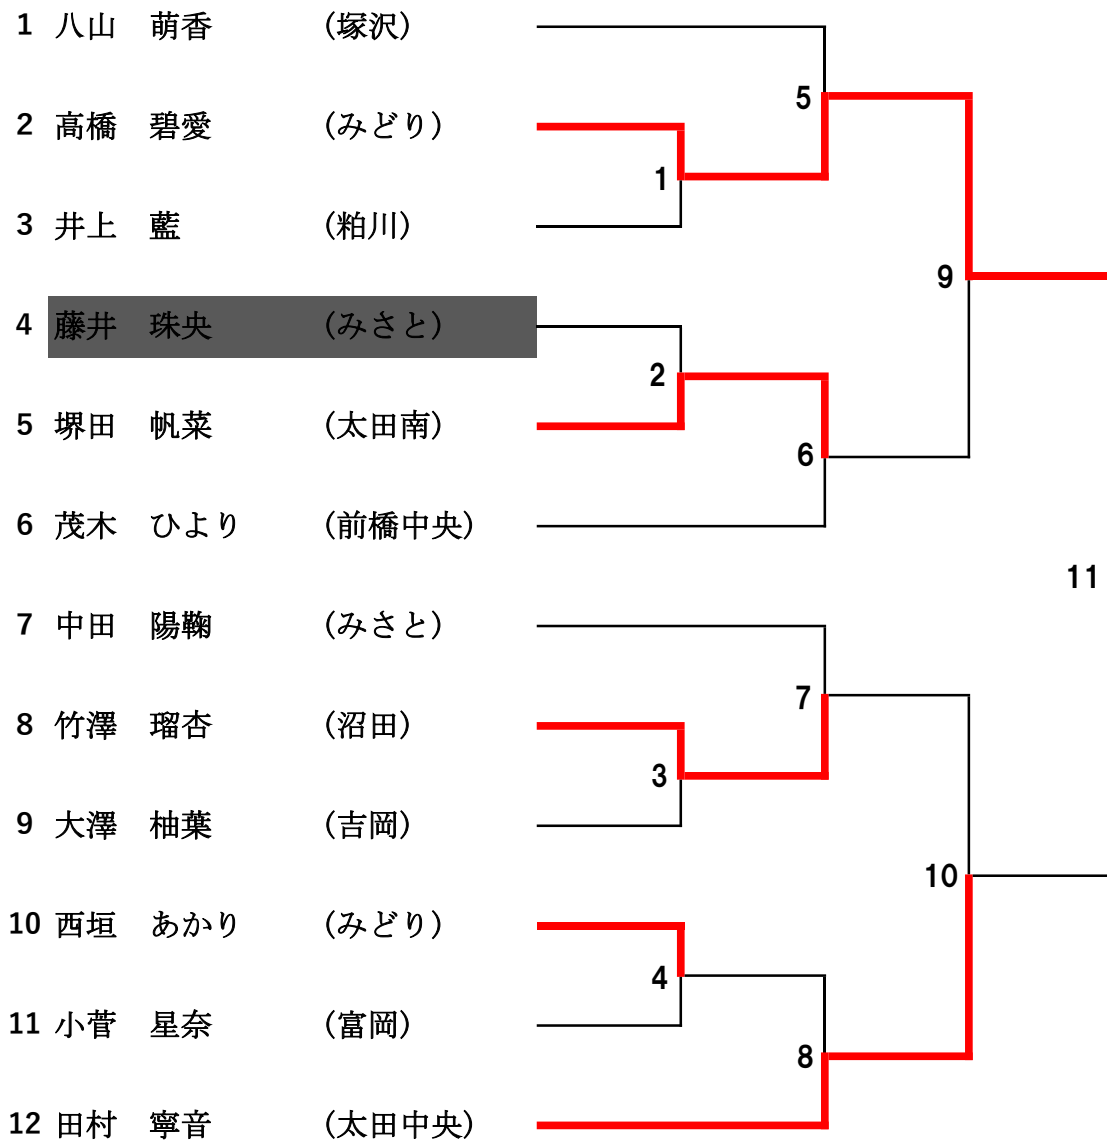 1 八山 萌香 (塚沢)
5
2 高橋 碧愛 (みどり)
1
3 井上 藍 (粕川)
9
4 藤井 珠央 (みさと)
2
5 堺田 帆菜 (太田南)
6
6 茂木 ひより (前橋中央)
11
7 中田 陽鞠 (みさと)
7
8 竹澤 瑠杏 (沼田)
3
9 大澤 柚葉 (吉岡)
10
10 西垣 あかり (みどり)
4
11 小菅 星奈 (富岡)
8
12 田村 寧音 (太田中央)